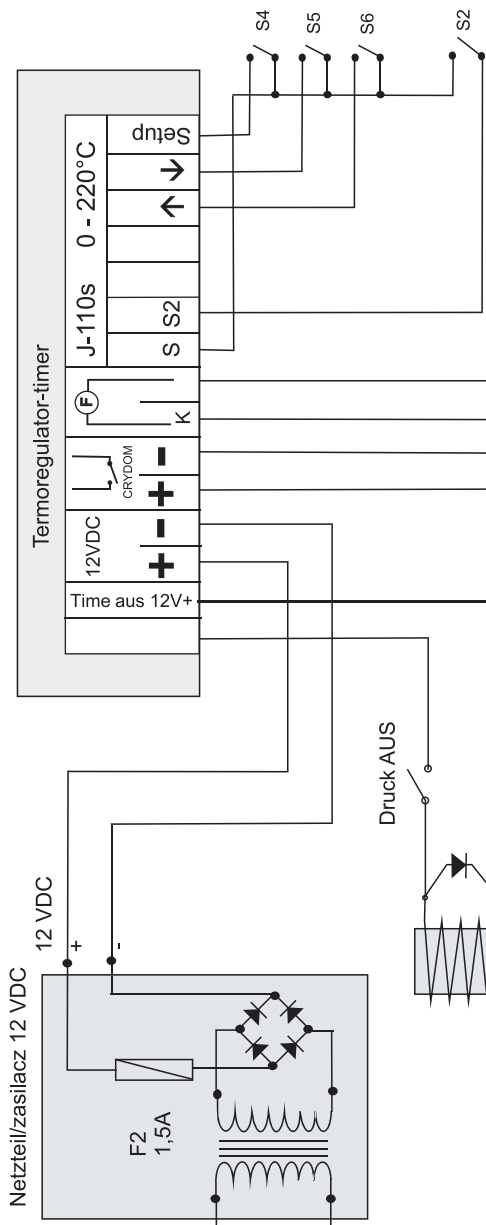 Netzteil/zasilacz 12 VDC
12 VDC
+
-
F2
1,5A
Druck AUS
Termoregulator-timer
Time aus 12V+
12VDC
+
-
CRYDOM
+
-
F
K
J-110s
0 - 220°C
S
S2
Setup
S4
S5
S6
S2